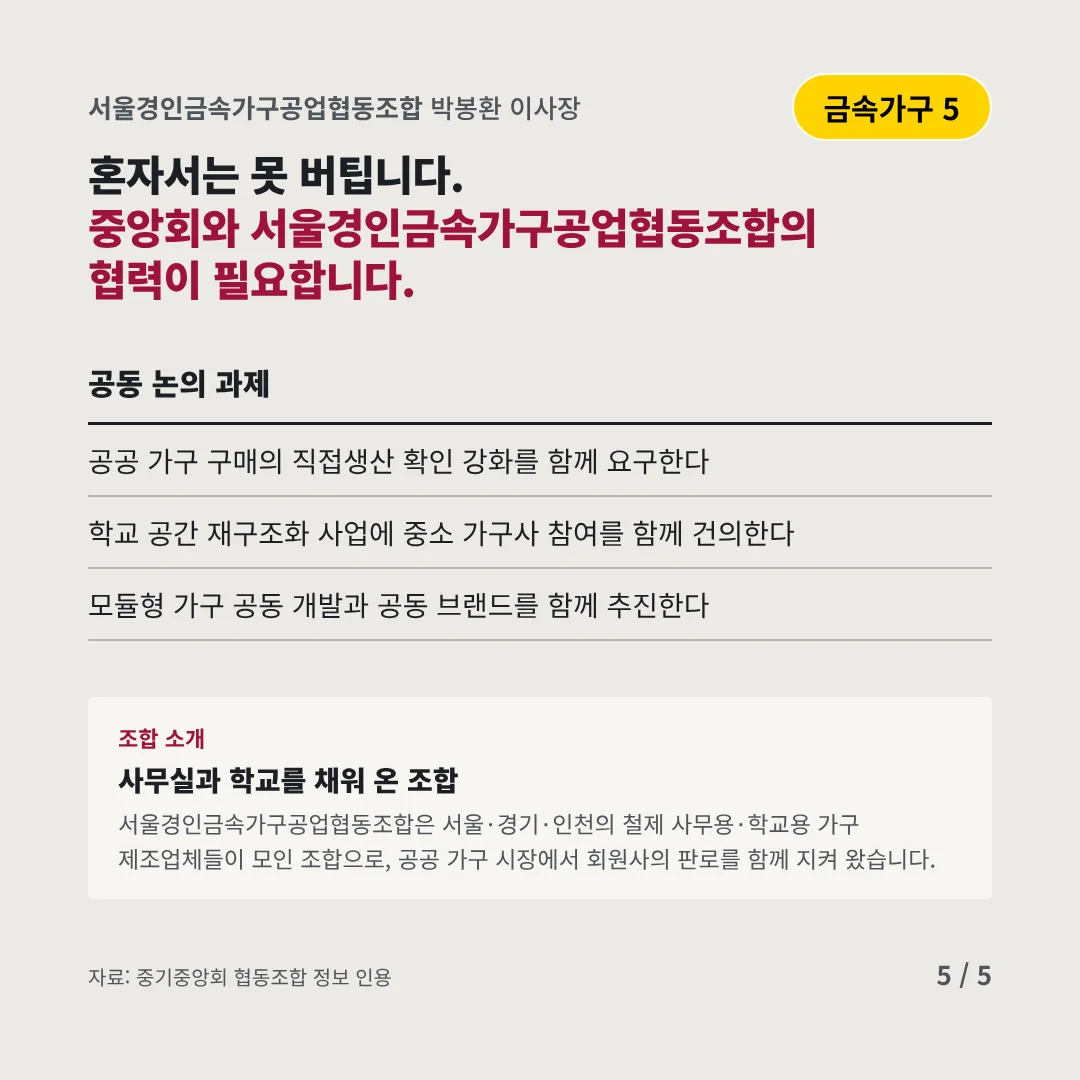 서울경인금속가구공업협동조합 박봉환 이사장
금속가구 5
혼자서는 못 버팁니다.
중앙회와 서울경인금속가구공업협동조합의
협력이 필요합니다.
공동 논의 과제
공공 가구 구매의 직접생산 확인 강화를 함께 요구한다
학교 공간 재구조화 사업에 중소 가구사 참여를 함께 건의한다
모듈형 가구 공동 개발과 공동 브랜드를 함께 추진한다
조합 소개
사무실과 학교를 채워 온 조합
서울경인금속가구공업협동조합은 서울·경기·인천의 철제 사무용·학교용 가구
제조업체들이 모인 조합으로, 공공 가구 시장에서 회원사의 판로를 함께 지켜 왔습니다.
자료: 중기중앙회 협동조합 정보 인용
5 / 5